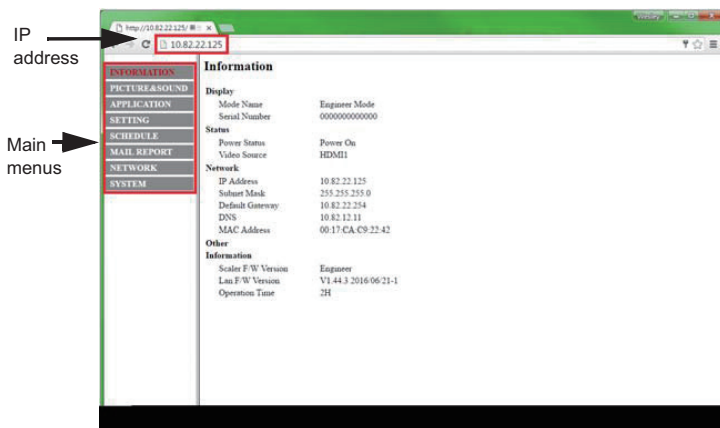 IP address
Main menus
http://10.82.22.125/
Wesley
10.82.22.125
INFORMATION
PICTURE&SOUND
APPLICATION
SETTING
SCHEDULE
MAIL REPORT
NETWORK
SYSTEM
Information
Display
Mode Name Engineer Mode
Serial Number 0000000000000
Status
Power Status Power On
Video Source HDMI1
Network
IP Address 10.82.22.125
Subnet Mask 255.255.255.0
Default Gateway 10.82.22.254
DNS 10.82.12.11
MAC Address 00:17:CA:C9:22:42
Other
Information
Scaler F/W Version Engineer
Lan F/W Version V1.44.3 2016/06/21-1
Operation Time 2H